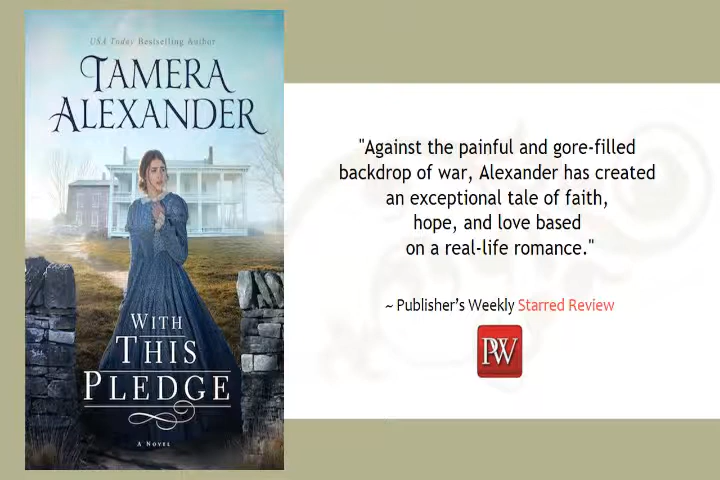 USA Today Bestselling Author
TAMERA
ALEXANDER
WITH
THIS
PLEDGE
A NOVEL
"Against the painful and gore-filled
backdrop of war, Alexander has created
an exceptional tale of faith,
hope, and love based
on a real-life romance."
~ Publisher's Weekly Starred Review
PW